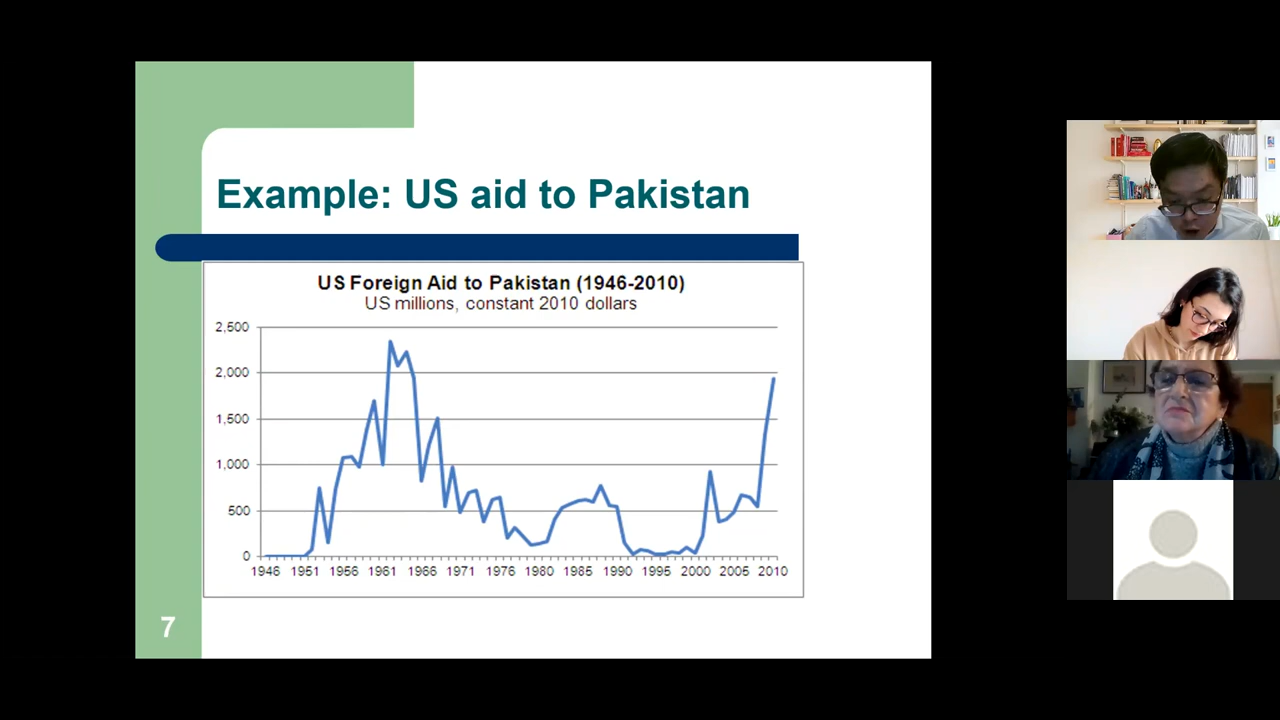 Example: US aid to Pakistan
US Foreign Aid to Pakistan (1946-2010)
US millions, constant 2010 dollars
2,500
2,000
1,500
1,000
500
0
1946 1951 1956 1961 1966 1971 1976 1980 1985 1990 1995 2000 2005 2010
7